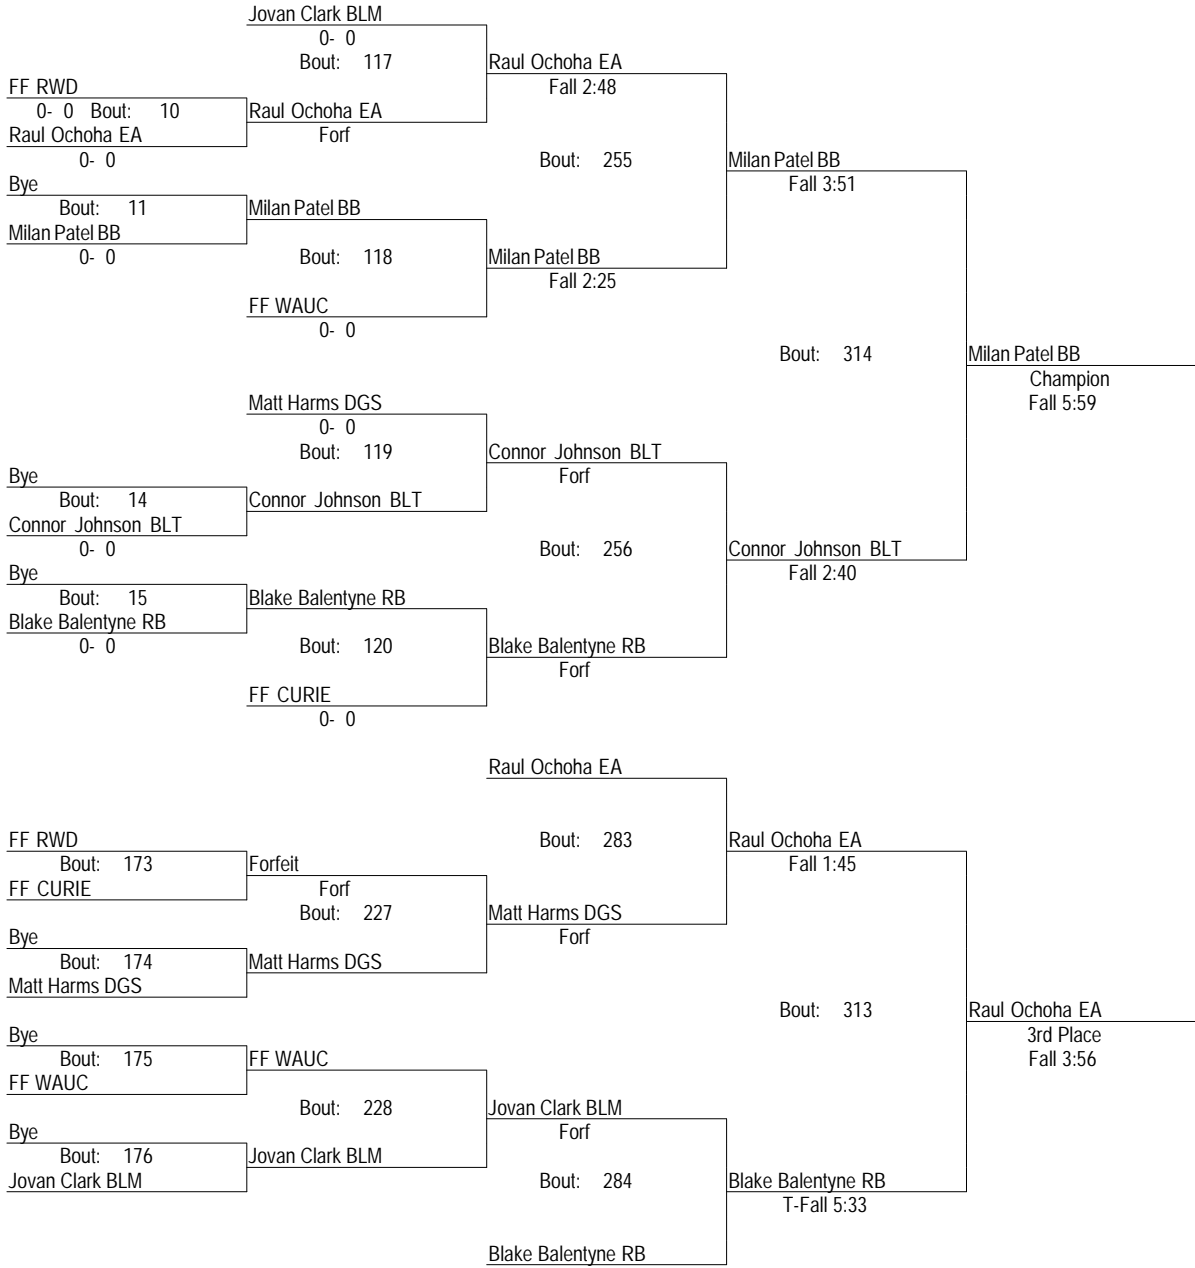 Jovan Clark BLM
0- 0
Bout: 117
Raul Ochoha EA
Fall 2:48
FF RWD
0- 0 Bout: 10
Raul Ochoha EA
Forf
Raul Ochoha EA
0- 0
Bout: 255
Milan Patel BB
Fall 3:51
Bye
Bout: 11
Milan Patel BB
Milan Patel BB
0- 0
Bout: 118
Milan Patel BB
Fall 2:25
FF WAUC
0- 0
Bout: 314
Milan Patel BB
Champion
Fall 5:59
Matt Harms DGS
0- 0
Bout: 119
Connor Johnson BLT
Forf
Bye
Bout: 14
Connor Johnson BLT
Connor Johnson BLT
0- 0
Bout: 256
Connor Johnson BLT
Fall 2:40
Bye
Bout: 15
Blake Balentyne RB
Blake Balentyne RB
0- 0
Bout: 120
Blake Balentyne RB
Forf
FF CURIE
0- 0
Raul Ochoha EA
Bout: 283
Raul Ochoha EA
Fall 1:45
FF RWD
Bout: 173
Forfeit
Forf
FF CURIE
Bout: 227
Matt Harms DGS
Forf
Bye
Bout: 174
Matt Harms DGS
Matt Harms DGS
Bout: 313
Raul Ochoha EA
3rd Place
Fall 3:56
Bye
Bout: 175
FF WAUC
FF WAUC
Bout: 228
Jovan Clark BLM
Forf
Bye
Bout: 176
Jovan Clark BLM
Jovan Clark BLM
Bout: 284
Blake Balentyne RB
T-Fall 5:33
Blake Balentyne RB